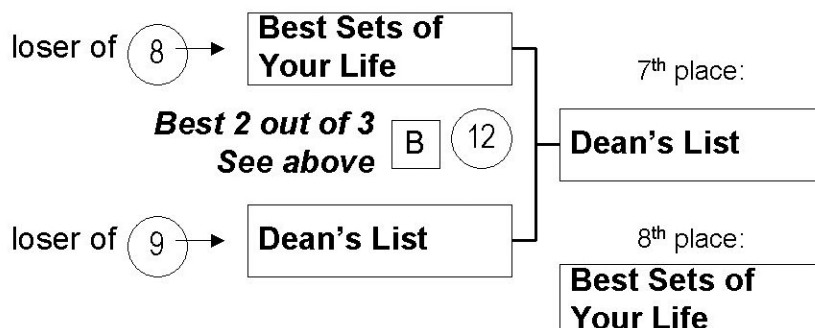 loser of 8
Best Sets of
Your Life
7th place:
Best 2 out of 3
See above
B
12
Dean's List
loser of 9
Dean's List
8th place:
Best Sets of
Your Life